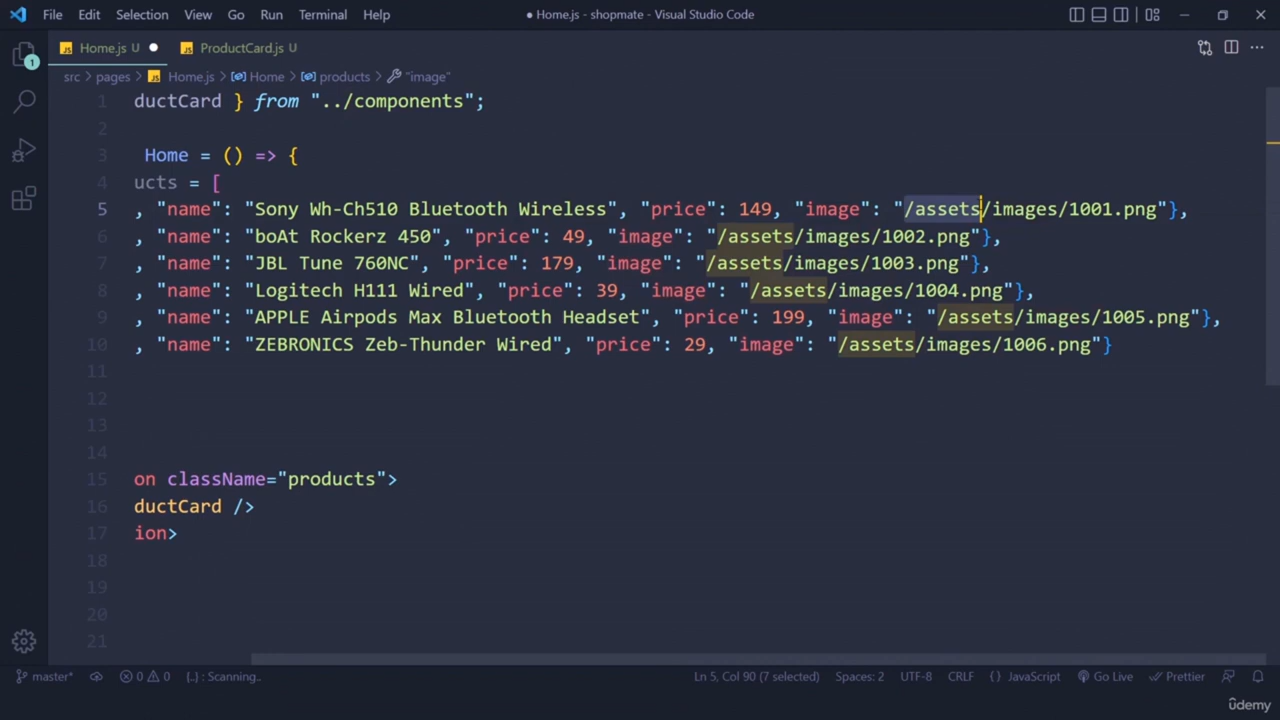 File Edit Selection View Go Run Terminal Help
● Home.js - shopmate - Visual Studio Code
Home.js U ●
ProductCard.js U
src > pages > JS Home.js > Home > products > "image"
1 ductCard } from "../components";
2
3 Home = () => {
4 ucts = [
5 , "name": "Sony Wh-Ch510 Bluetooth Wireless", "price": 149, "image": "/assets/images/1001.png"},
6 , "name": "boAt Rockerz 450", "price": 49, "image": "/assets/images/1002.png"},
7 , "name": "JBL Tune 760NC", "price": 179, "image": "/assets/images/1003.png"},
8 , "name": "Logitech H111 Wired", "price": 39, "image": "/assets/images/1004.png"},
9 , "name": "APPLE Airpods Max Bluetooth Headset", "price": 199, "image": "/assets/images/1005.png"},
10 , "name": "ZEBRONICS Zeb-Thunder Wired", "price": 29, "image": "/assets/images/1006.png"}
11
12
13
14
15 on className="products">
16 ductCard />
17 ion>
18
19
20
21
1
master* 0 0 {..} : Scanning.. Ln 5, Col 90 (7 selected) Spaces: 2 UTF-8 CRLF {} JavaScript Go Live Prettier
ûdemy